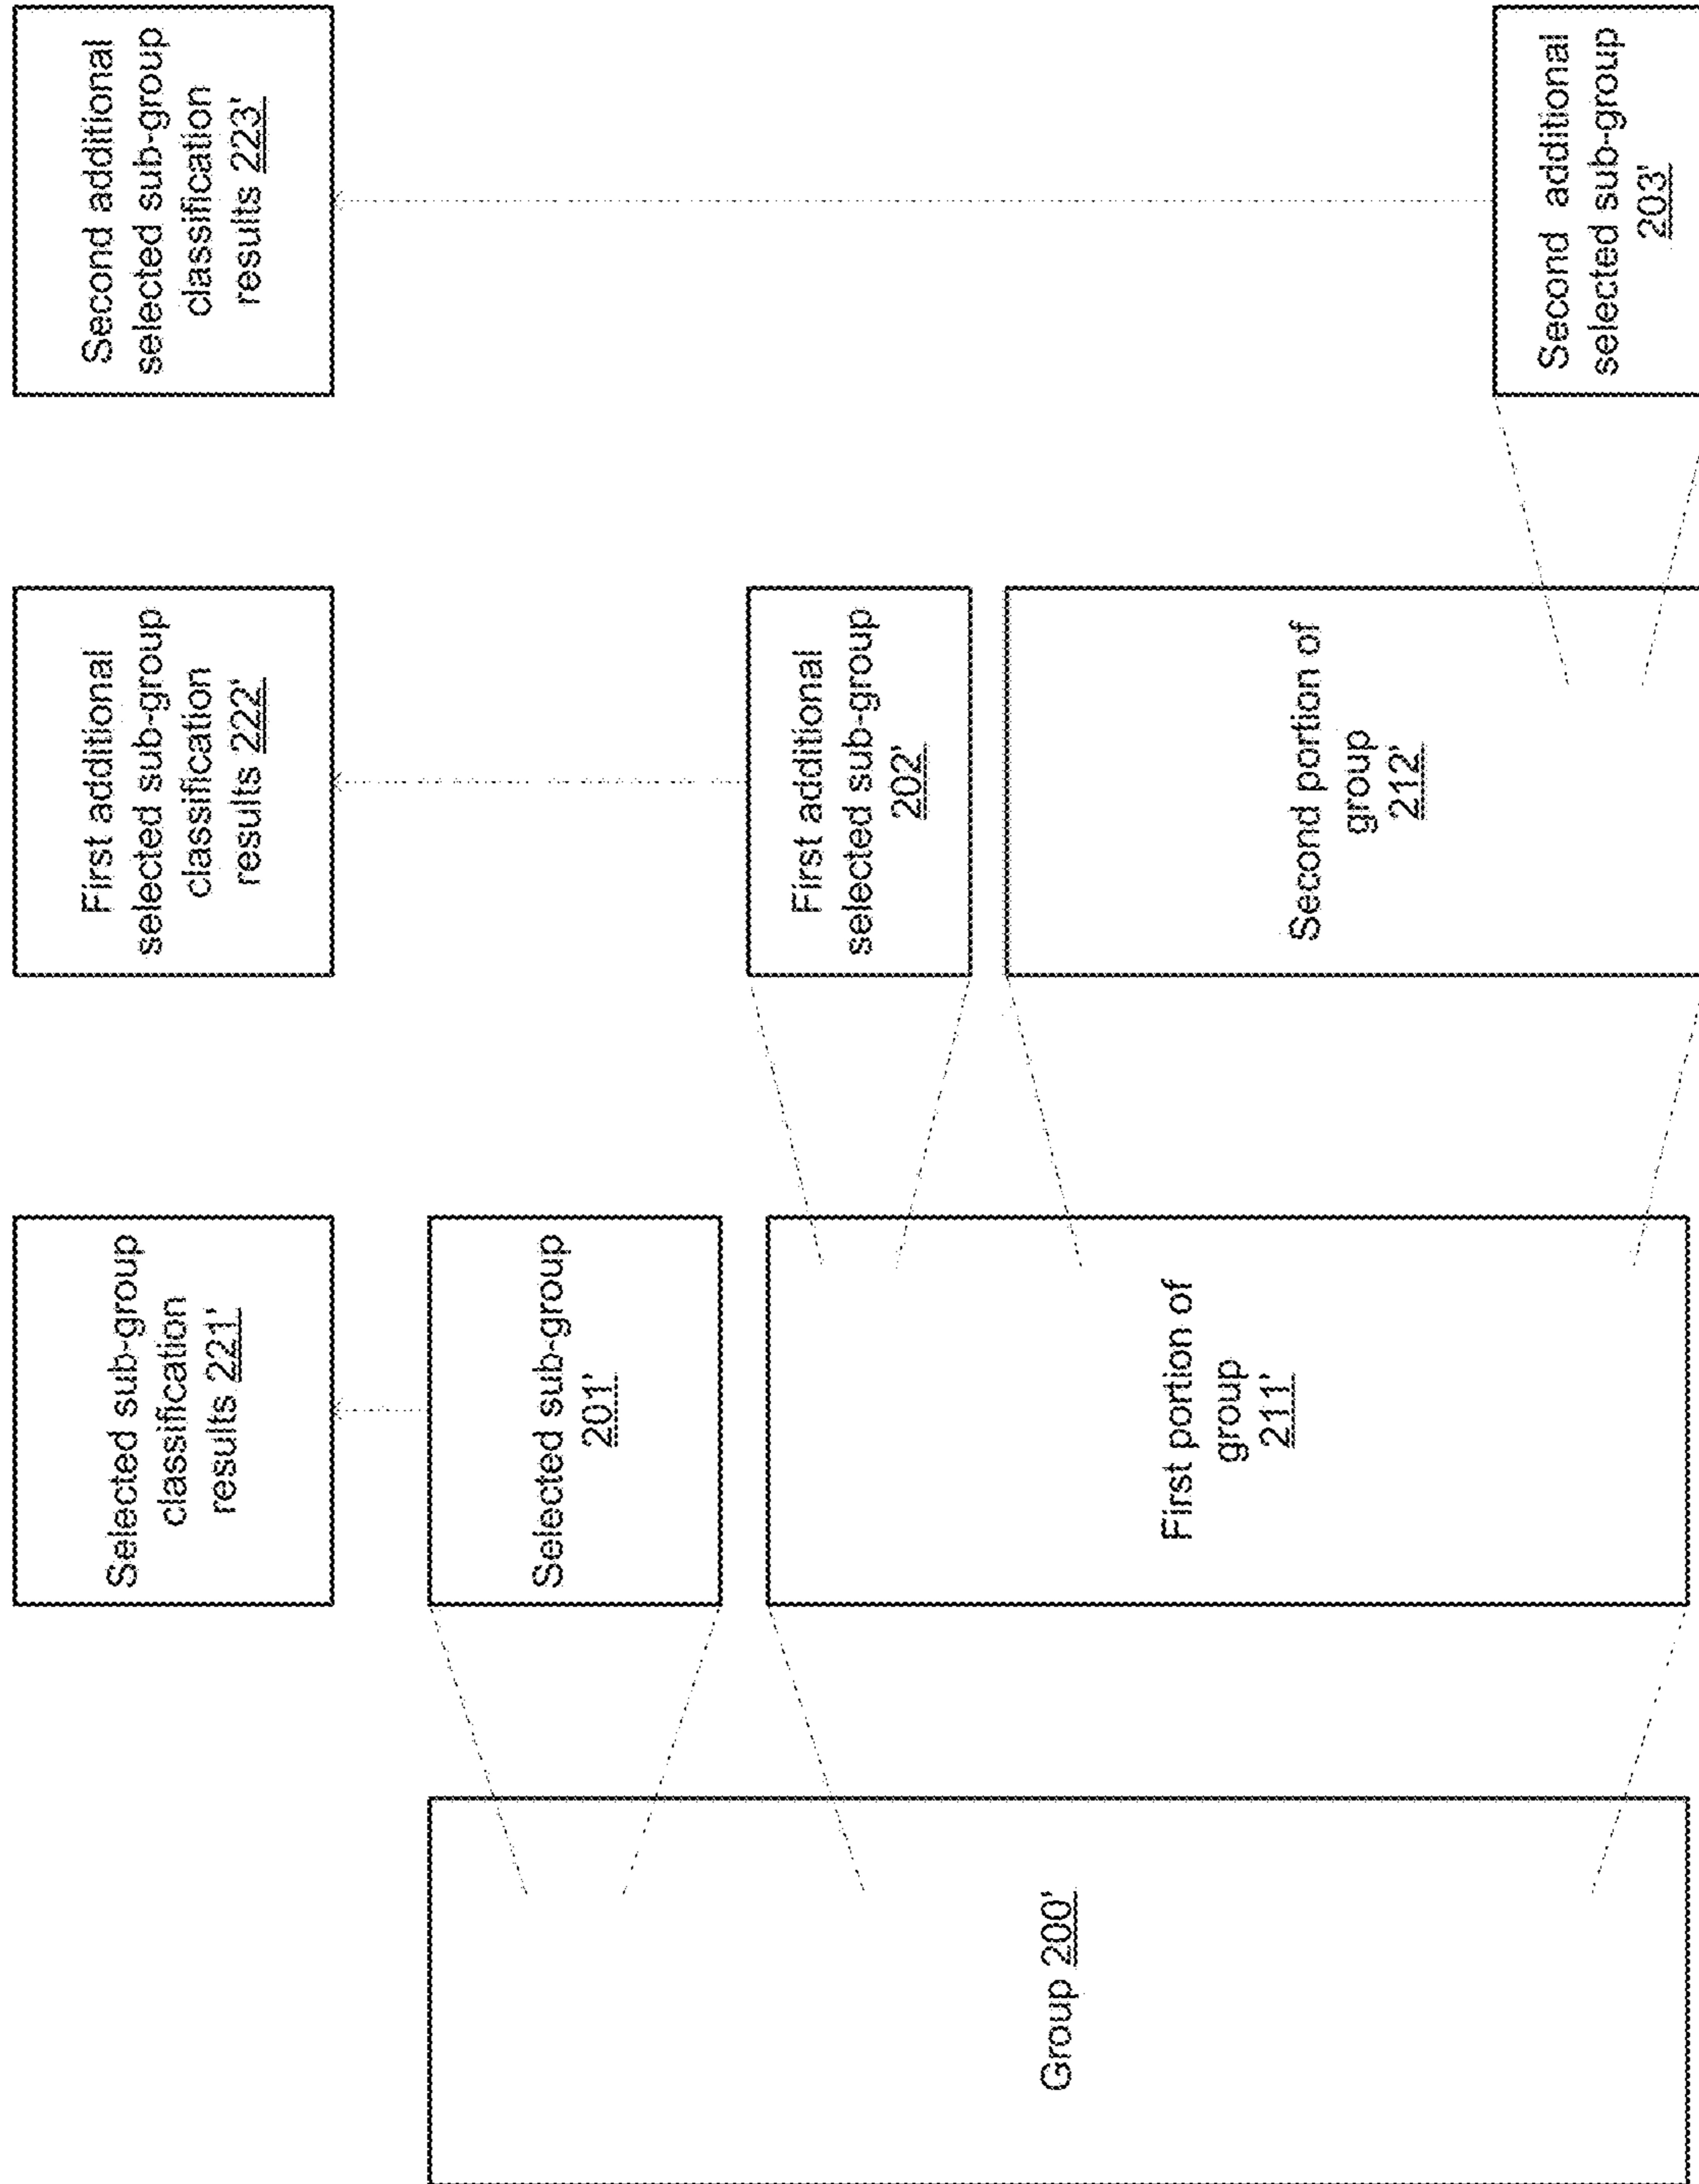 Selected sub-group
classification
results 221'
First additional
selected sub-group
classification
results 222'
Second additional
selected sub-group
classification
results 223'
Group 200'
Selected sub-group
201'
First additional
selected sub-group
202'
First portion of
group
211'
Second portion of
group
212'
Second additional
selected sub-group
203'